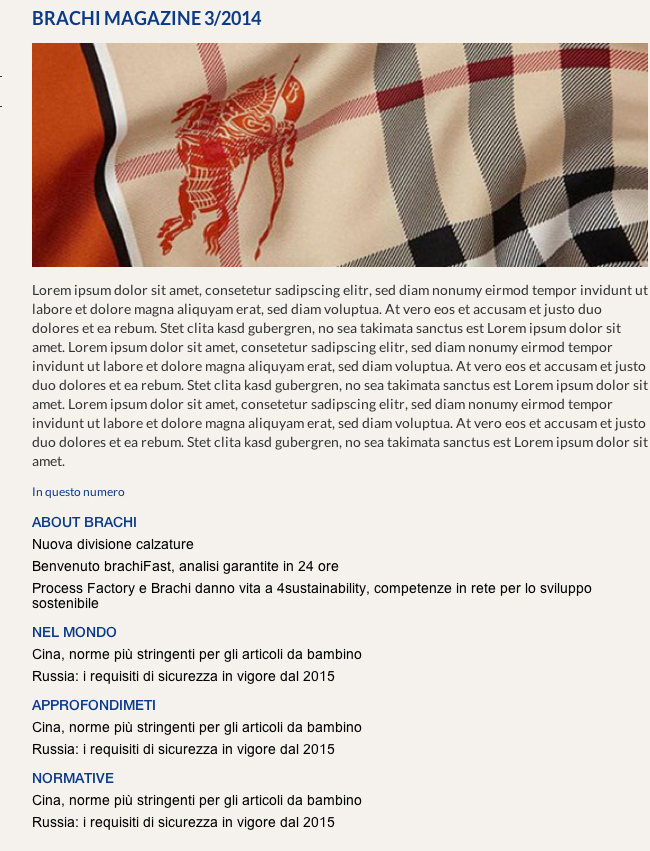 BRACHI MAGAZINE 3/2014
Lorem ipsum dolor sit amet, consetetur sadipscing elitr, sed diam nonumy eirmod tempor invidunt ut
labore et dolore magna aliquyam erat, sed diam voluptua. At vero eos et accusam et justo duo
dolores et ea rebum. Stet clita kasd gubergren, no sea takimata sanctus est Lorem ipsum dolor sit
amet. Lorem ipsum dolor sit amet, consetetur sadipscing elitr, sed diam nonumy eirmod tempor
invidunt ut labore et dolore magna aliquyam erat, sed diam voluptua. At vero eos et accusam et justo
duo dolores et ea rebum. Stet clita kasd gubergren, no sea takimata sanctus est Lorem ipsum dolor sit
amet. Lorem ipsum dolor sit amet, consetetur sadipscing elitr, sed diam nonumy eirmod tempor
invidunt ut labore et dolore magna aliquyam erat, sed diam voluptua. At vero eos et accusam et justo
duo dolores et ea rebum. Stet clita kasd gubergren, no sea takimata sanctus est Lorem ipsum dolor sit
amet.
In questo numero
ABOUT BRACHI
Nuova divisione calzature
Benvenuto brachiFast, analisi garantite in 24 ore
Process Factory e Brachi danno vita a 4sustainability, competenze in rete per lo sviluppo
sostenibile
NEL MONDO
Cina, norme più stringenti per gli articoli da bambino
Russia: i requisiti di sicurezza in vigore dal 2015
APPROFONDIMETI
Cina, norme più stringenti per gli articoli da bambino
Russia: i requisiti di sicurezza in vigore dal 2015
NORMATIVE
Cina, norme più stringenti per gli articoli da bambino
Russia: i requisiti di sicurezza in vigore dal 2015